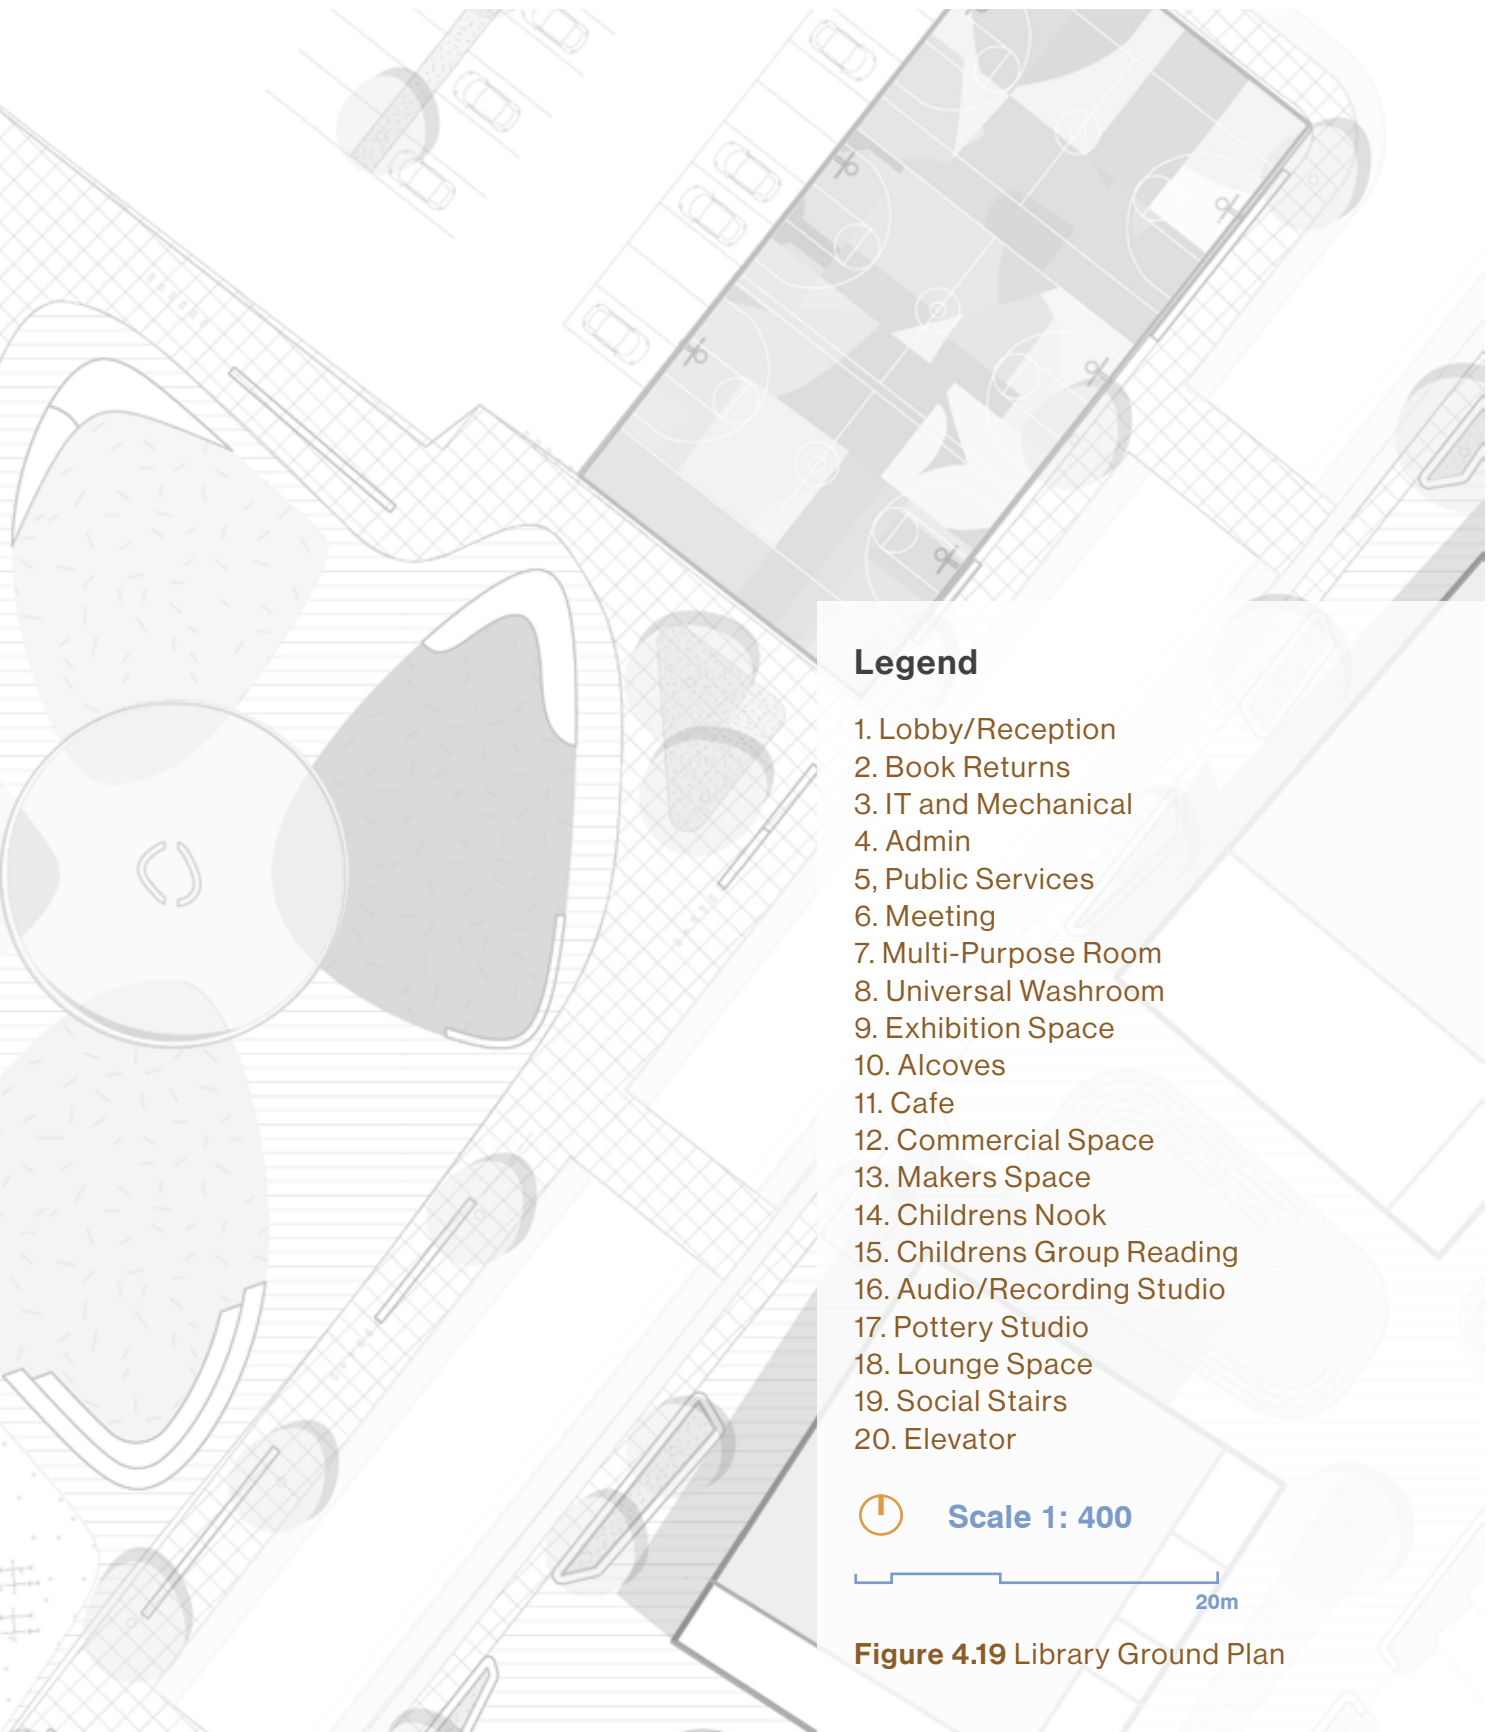 Legend
1. Lobby/Reception
2. Book Returns
3. IT and Mechanical
4. Admin
5, Public Services
6. Meeting
7. Multi-Purpose Room
8. Universal Washroom
9. Exhibition Space
10. Alcoves
11. Cafe
12. Commercial Space
13. Makers Space
14. Childrens Nook
15. Childrens Group Reading
16. Audio/Recording Studio
17. Pottery Studio
18. Lounge Space
19. Social Stairs
20. Elevator
Scale 1: 400
20m
Figure 4.19 Library Ground Plan